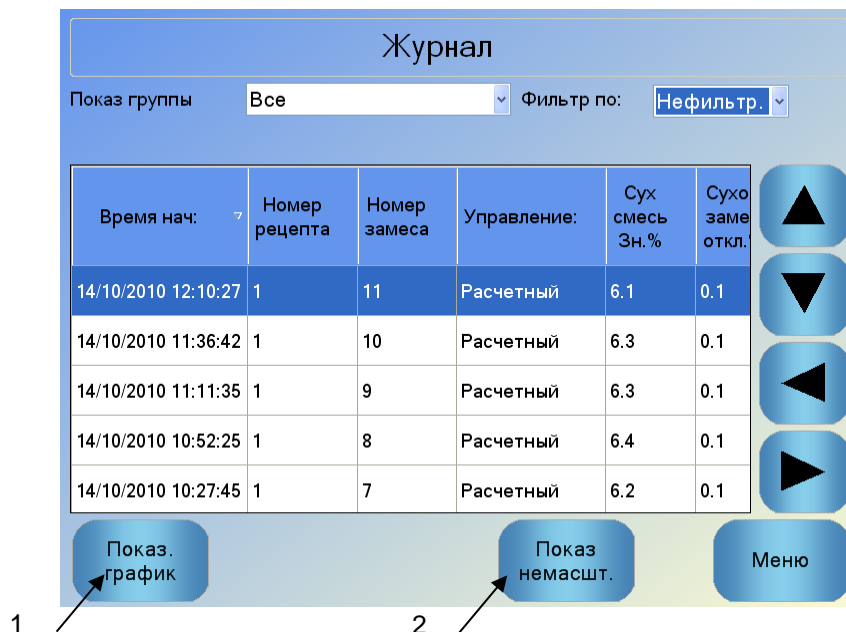 Журнал
Показ группы Все Фильтр по: Нефильтр.
Время нач: Номер рецепта Номер замеса Управление: Сух смесь Зн.% Сухо заме откл.
14/10/2010 12:10:27 1 11 Расчетный 6.1 0.1
14/10/2010 11:36:42 1 10 Расчетный 6.3 0.1
14/10/2010 11:11:35 1 9 Расчетный 6.3 0.1
14/10/2010 10:52:25 1 8 Расчетный 6.4 0.1
14/10/2010 10:27:45 1 7 Расчетный 6.2 0.1
Показ. график Показ немасшт. Меню
1 2